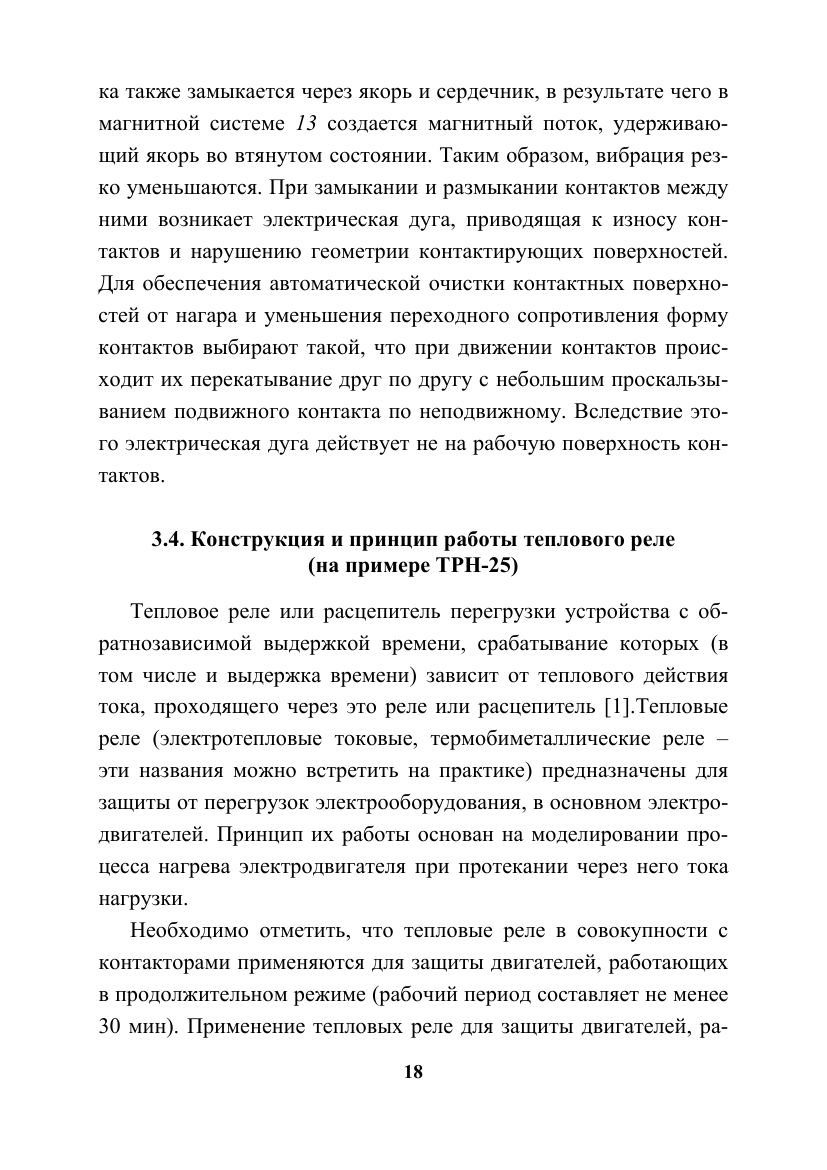 ка также замыкается через якорь и сердечник, в результате чего в
магнитной системе 13 создается магнитный поток, удерживаю-
щий якорь во втянутом состоянии. Таким образом, вибрация рез-
ко уменьшаются. При замыкании и размыкании контактов между
ними возникает электрическая дуга, приводящая к износу кон-
тактов и нарушению геометрии контактирующих поверхностей.
Для обеспечения автоматической очистки контактных поверхно-
стей от нагара и уменьшения переходного сопротивления форму
контактов выбирают такой, что при движении контактов проис-
ходит их перекатывание друг по другу с небольшим проскальзы-
ванием подвижного контакта по неподвижному. Вследствие это-
го электрическая дуга действует не на рабочую поверхность кон-
тактов.
3.4. Конструкция и принцип работы теплового реле
(на примере ТРН-25)
Тепловое реле или расцепитель перегрузки устройства с об-
ратнозависимой выдержкой времени, срабатывание которых (в
том числе и выдержка времени) зависит от теплового действия
тока, проходящего через это реле или расцепитель [1].Тепловые
реле (электротепловые токовые, термобиметаллические реле –
эти названия можно встретить на практике) предназначены для
защиты от перегрузок электрооборудования, в основном электро-
двигателей. Принцип их работы основан на моделировании про-
цесса нагрева электродвигателя при протекании через него тока
нагрузки.
Необходимо отметить, что тепловые реле в совокупности с
контакторами применяются для защиты двигателей, работающих
в продолжительном режиме (рабочий период составляет не менее
30 мин). Применение тепловых реле для защиты двигателей, ра-
18